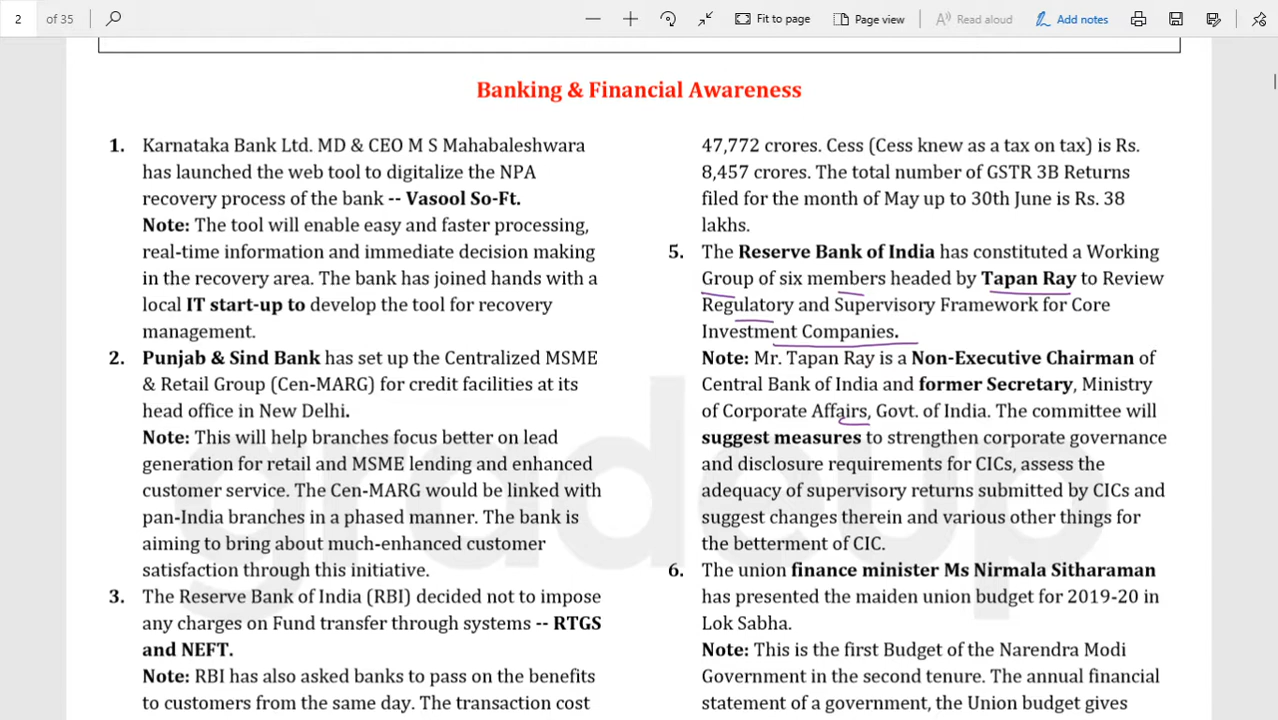 2 of 35
Fit to page
Page view
Read aloud
Add notes
Banking & Financial Awareness
1. Karnataka Bank Ltd. MD & CEO M S Mahabaleshwara
has launched the web tool to digitalize the NPA
recovery process of the bank -- Vasool So-Ft.
Note: The tool will enable easy and faster processing,
real-time information and immediate decision making
in the recovery area. The bank has joined hands with a
local IT start-up to develop the tool for recovery
management.
2. Punjab & Sind Bank has set up the Centralized MSME
& Retail Group (Cen-MARG) for credit facilities at its
head office in New Delhi.
Note: This will help branches focus better on lead
generation for retail and MSME lending and enhanced
customer service. The Cen-MARG would be linked with
pan-India branches in a phased manner. The bank is
aiming to bring about much-enhanced customer
satisfaction through this initiative.
3. The Reserve Bank of India (RBI) decided not to impose
any charges on Fund transfer through systems -- RTGS
and NEFT.
Note: RBI has also asked banks to pass on the benefits
to customers from the same day. The transaction cost
47,772 crores. Cess (Cess knew as a tax on tax) is Rs.
8,457 crores. The total number of GSTR 3B Returns
filed for the month of May up to 30th June is Rs. 38
lakhs.
5. The Reserve Bank of India has constituted a Working
Group of six members headed by Tapan Ray to Review
Regulatory and Supervisory Framework for Core
Investment Companies.
Note: Mr. Tapan Ray is a Non-Executive Chairman of
Central Bank of India and former Secretary, Ministry
of Corporate Affairs, Govt. of India. The committee will
suggest measures to strengthen corporate governance
and disclosure requirements for CICs, assess the
adequacy of supervisory returns submitted by CICs and
suggest changes therein and various other things for
the betterment of CIC.
6. The union finance minister Ms Nirmala Sitharaman
has presented the maiden union budget for 2019-20 in
Lok Sabha.
Note: This is the first Budget of the Narendra Modi
Government in the second tenure. The annual financial
statement of a government, the Union budget gives
gradeup